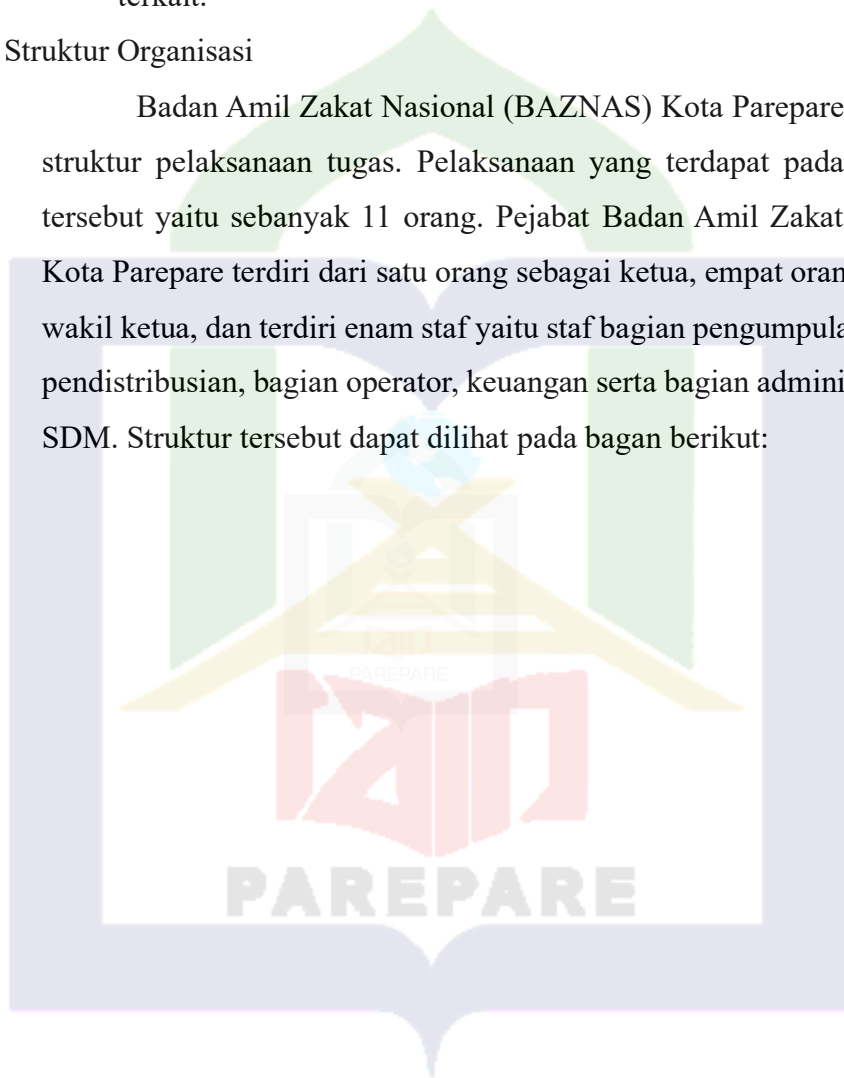 terkait.
Struktur Organisasi
Badan Amil Zakat Nasional (BAZNAS) Kota Parepare
struktur pelaksanaan tugas. Pelaksanaan yang terdapat pada
tersebut yaitu sebanyak 11 orang. Pejabat Badan Amil Zakat
Kota Parepare terdiri dari satu orang sebagai ketua, empat oran
wakil ketua, dan terdiri enam staf yaitu staf bagian pengumpula
pendistribusian, bagian operator, keuangan serta bagian admini
SDM. Struktur tersebut dapat dilihat pada bagan berikut:
PAREPARE
PAREPARE